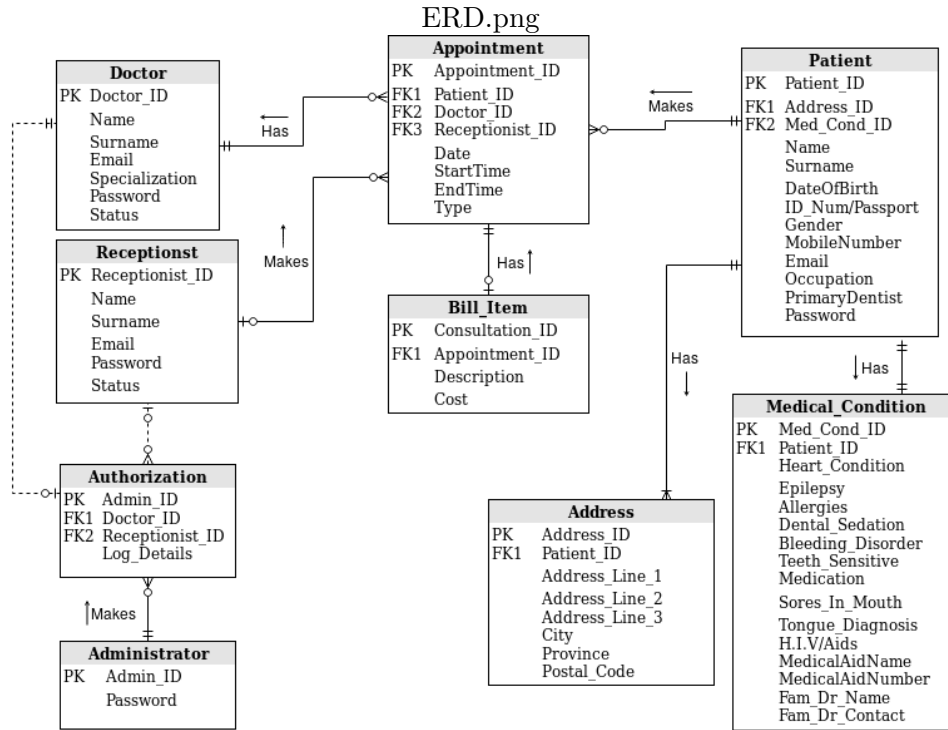 ERD.png
Doctor
PK Doctor_ID
Name
Surname
Email
Specialization
Password
Status
Has
Appointment
PK Appointment_ID
FK1 Patient_ID
FK2 Doctor_ID
FK3 Receptionist_ID
Date
StartTime
EndTime
Type
Makes
Patient
PK Patient_ID
FK1 Address_ID
FK2 Med_Cond_ID
Name
Surname
DateOfBirth
ID_Num/Passport
Gender
MobileNumber
Email
Occupation
PrimaryDentist
Password
Receptionst
PK Receptionist_ID
Name
Surname
Email
Password
Status
Makes
Has
Bill_Item
PK Consultation_ID
FK1 Appointment_ID
Description
Cost
Has
Has
Medical_Condition
PK Med_Cond_ID
FK1 Patient_ID
Heart_Condition
Epilepsy
Allergies
Dental_Sedation
Bleeding_Disorder
Teeth_Sensitive
Medication
Sores_In_Mouth
Tongue_Diagnosis
H.I.V/Aids
MedicalAidName
MedicalAidNumber
Fam_Dr_Name
Fam_Dr_Contact
Authorization
PK Admin_ID
FK1 Doctor_ID
FK2 Receptionist_ID
Log_Details
Makes
Address
PK Address_ID
FK1 Patient_ID
Address_Line_1
Address_Line_2
Address_Line_3
City
Province
Postal_Code
Administrator
PK Admin_ID
Password